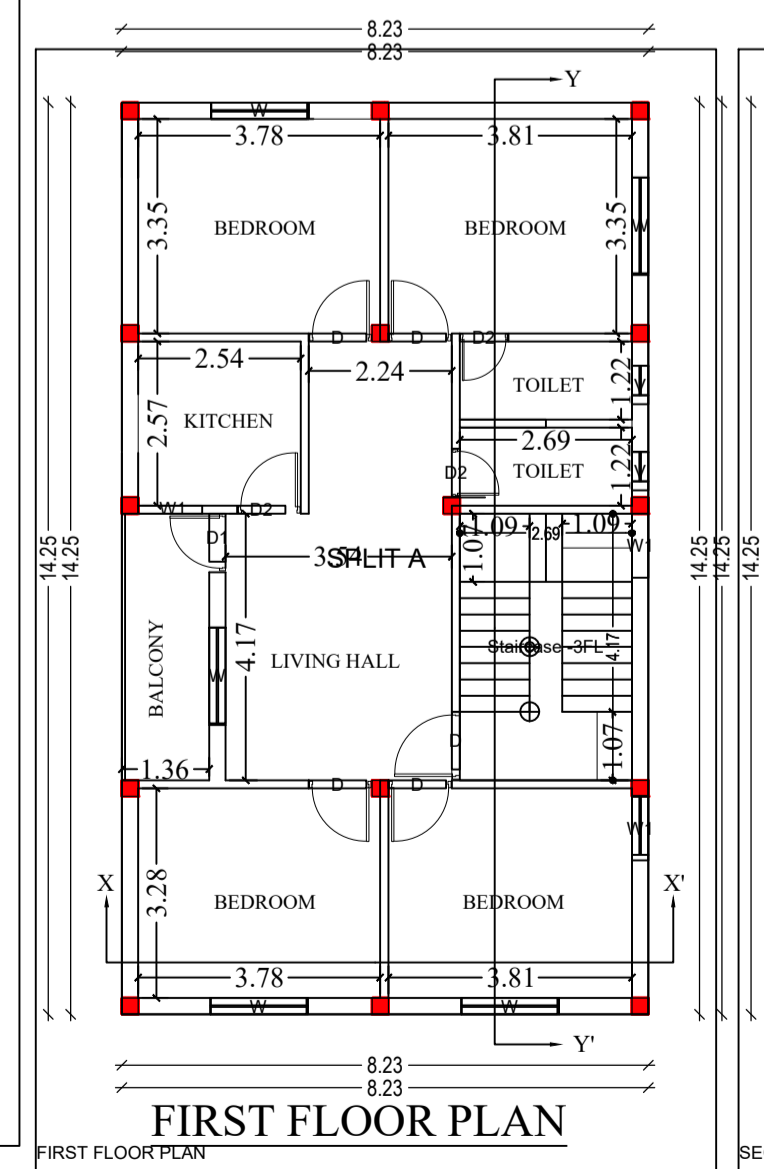 8.23
8.23
Y
W
3.78
3.81
3.35
BEDROOM
BEDROOM
3.35
W
D
D
D2
2.54
2.24
TOILET
1.22
V
KITCHEN
2.57
2.69
D2
TOILET
1.22
V
W1
D2
D1
1.09
2.69
1.09
1.07
W1
14.25
14.25
3.54
SPLIT A
14.25
14.25
14.25
BALCONY
W
4.17
LIVING HALL
Staircase -3FL
4.17
D
1.07
1.36
D
D
W1
X
3.28
BEDROOM
BEDROOM
X'
3.78
3.81
W
W
Y'
8.23
8.23
FIRST FLOOR PLAN
FIRST FLOOR PLAN